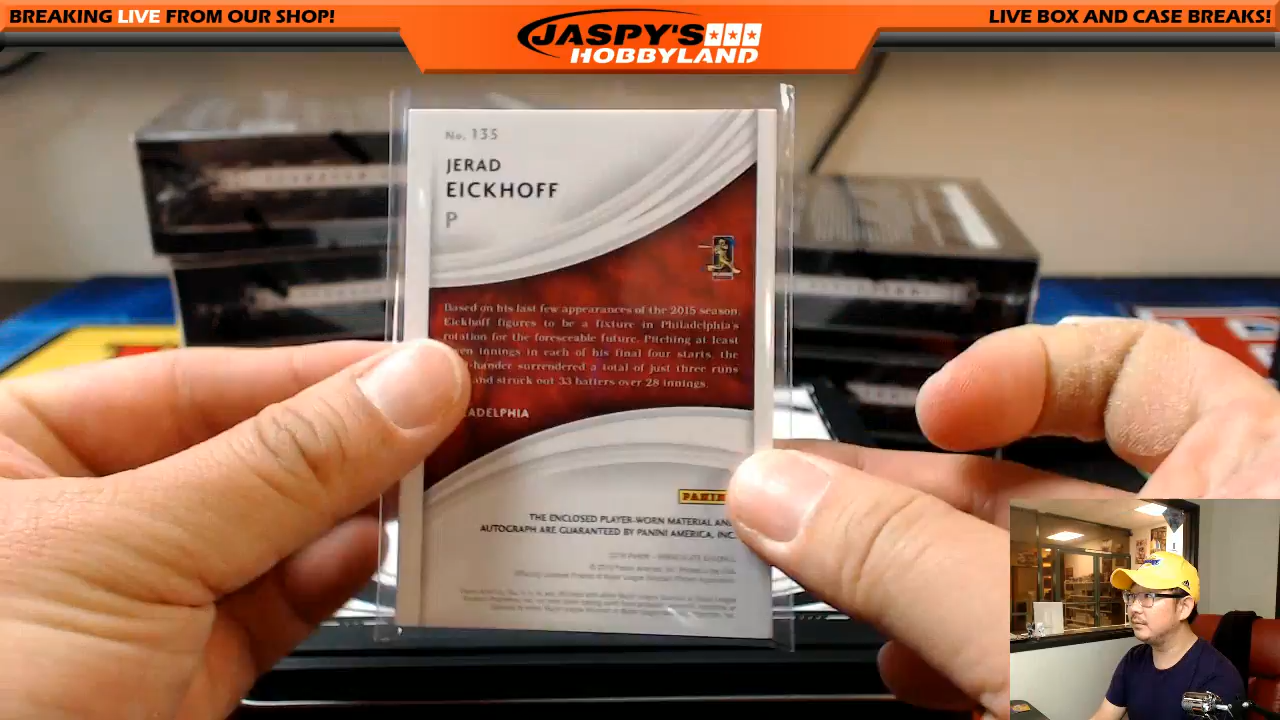 BREAKING LIVE FROM OUR SHOP!
JASPY'S
HOBBYLAND
LIVE BOX AND CASE BREAKS!
No. 135
JERAD
EICKHOFF
P
Based on his last few appearances of the 2015 season,
Eickhoff figures to be a fixture in Philadelphia's
rotation for the foreseeable future. Pitching at least
innings in each of his final four starts, the
-hander surrendered a total of just three runs
and struck out 33 batters over 28 innings.
ADELPHIA
PANINI
THE ENCLOSED PLAYER-WORN MATERIAL AND
AUTOGRAPH ARE GUARANTEED BY PANINI AMERICA, INC.